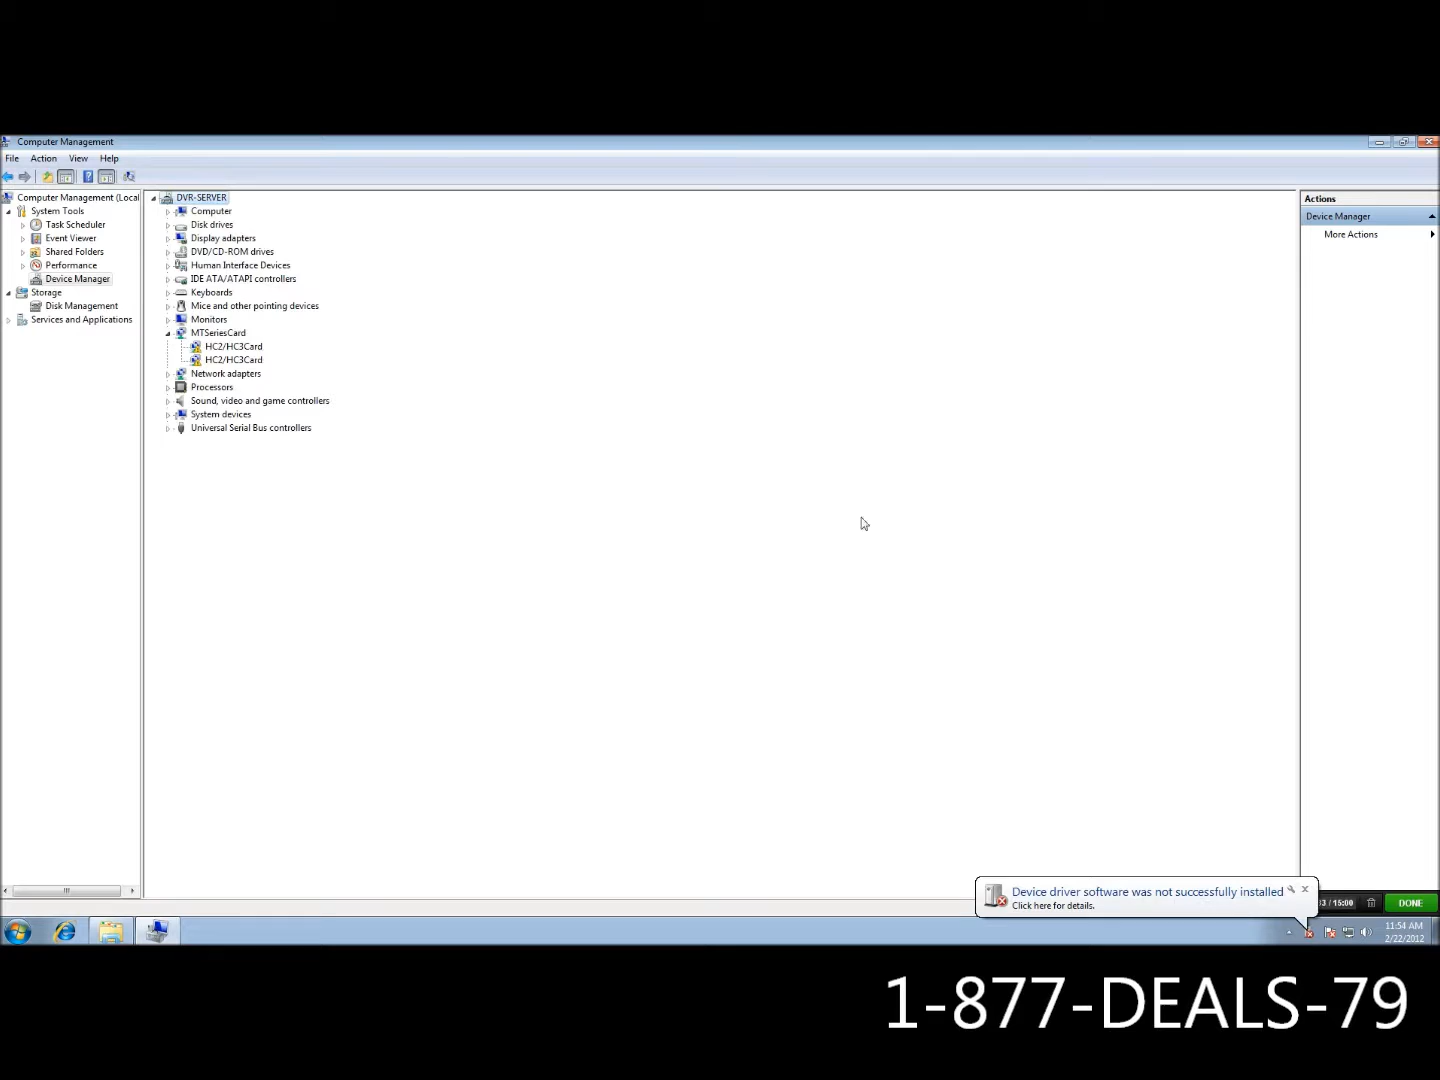 Computer Management
File Action View Help
Computer Management (Local
System Tools
Task Scheduler
Event Viewer
Shared Folders
Performance
Device Manager
Storage
Disk Management
Services and Applications
DVR-SERVER
Computer
Disk drives
Display adapters
DVD/CD-ROM drives
Human Interface Devices
IDE ATA/ATAPI controllers
Keyboards
Mice and other pointing devices
Monitors
MTSeriesCard
HC2/HC3Card
HC2/HC3Card
Network adapters
Processors
Sound, video and game controllers
System devices
Universal Serial Bus controllers
Actions
Device Manager
More Actions
Device driver software was not successfully installed
Click here for details.
/ 15:00
DONE
11:54 AM
2/22/2012
1-877-DEALS-79